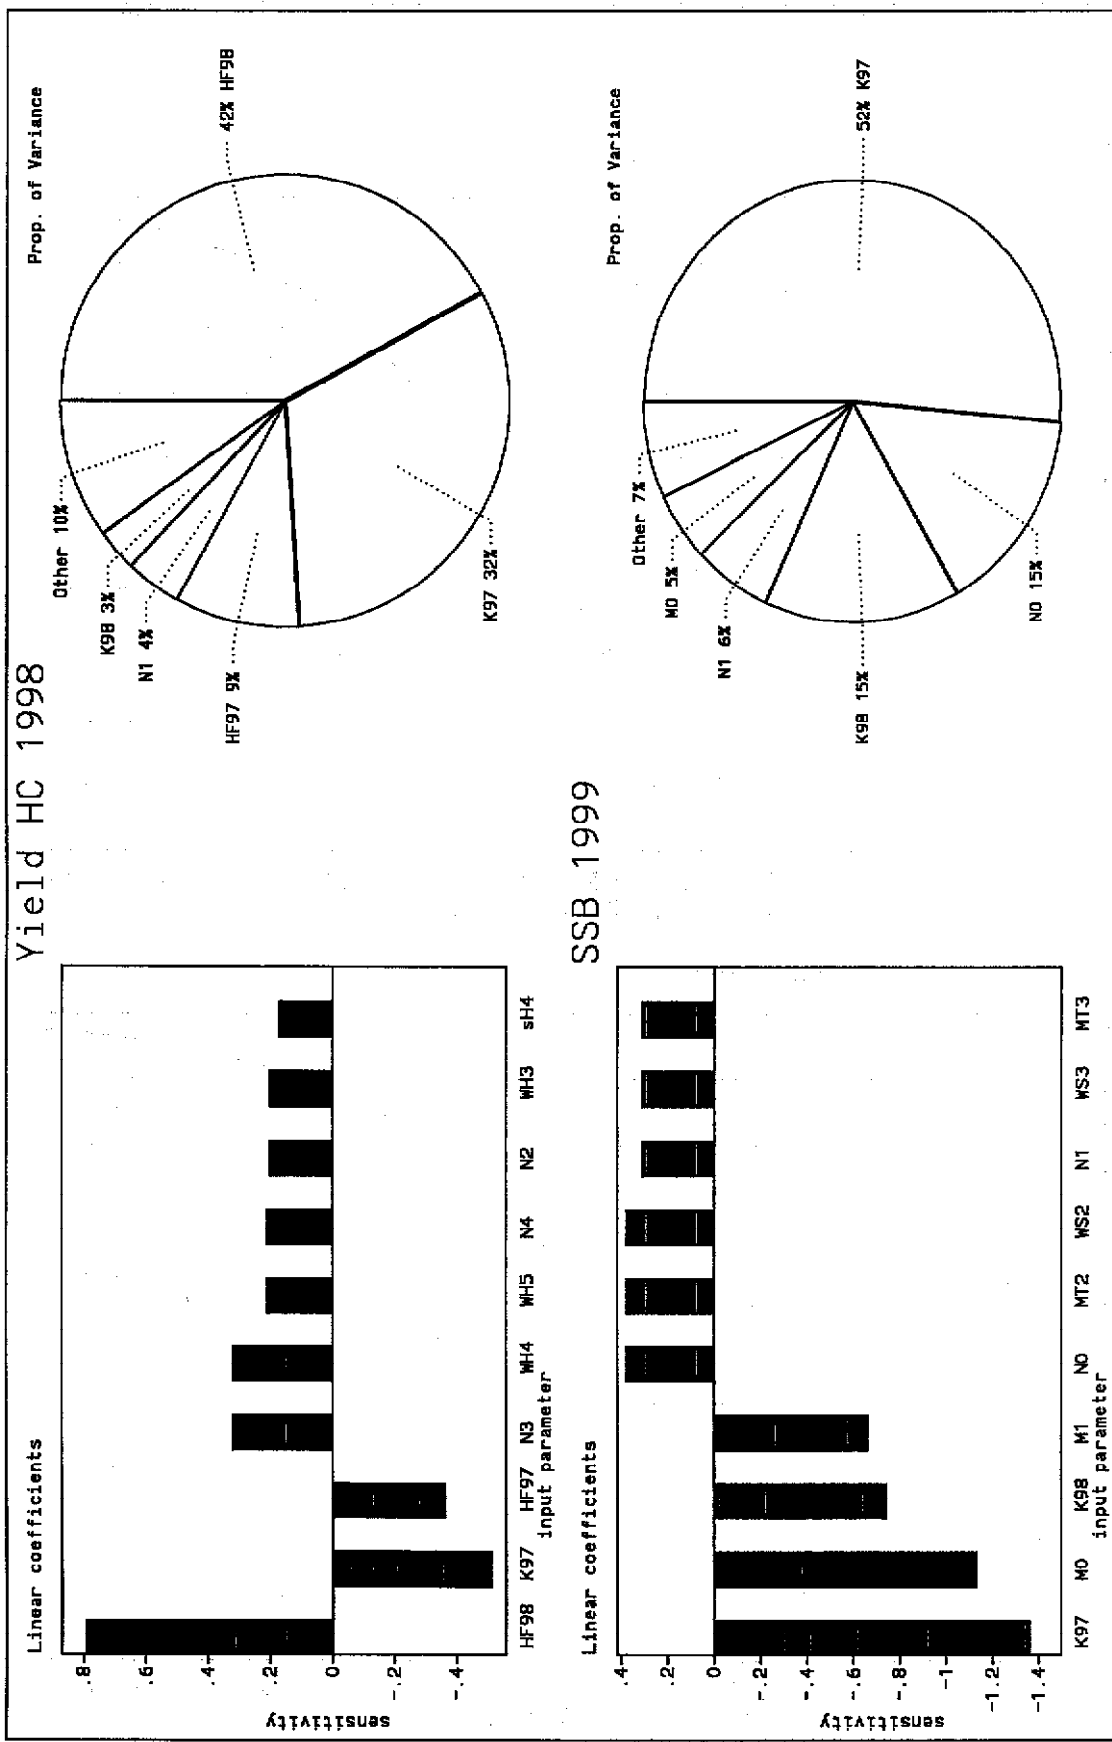 Yield HC 1998
Linear coefficients
sensitivity
.8
.6
.4
.2
0
-.2
-.4
HF98 K97 HF97 N3 WH4 WH5 N4 N2 WH3 sH4
input parameter
Prop. of Variance
42% HF98
Other 10%
K98 3%
N1 4%
HF97 9%
K97 32%
SSB 1999
Linear coefficients
sensitivity
.4
.2
0
-.2
-.4
-.6
-.8
-1
-1.2
-1.4
K97 M0 K98 M1 N0 MT2 WS2 N1 WS3 MT3
input parameter
Prop. of Variance
52% K97
Other 7%
M0 5%
N1 6%
K98 15%
N0 15%